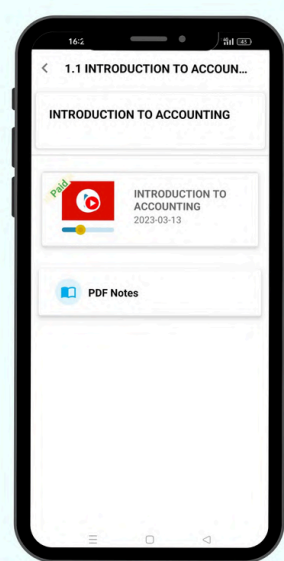 16:2
45
1.1 INTRODUCTION TO ACCOUN...
INTRODUCTION TO ACCOUNTING
Paid
INTRODUCTION TO
ACCOUNTING
2023-03-13
PDF Notes